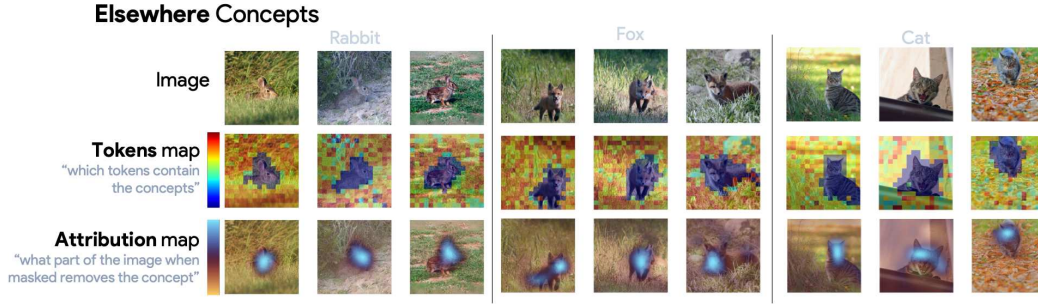 Elsewhere Concepts
Rabbit
Fox
Cat
Image
Tokens map
“which tokens contain
the concepts”
Attribution map
“what part of the image when
masked removes the concept”